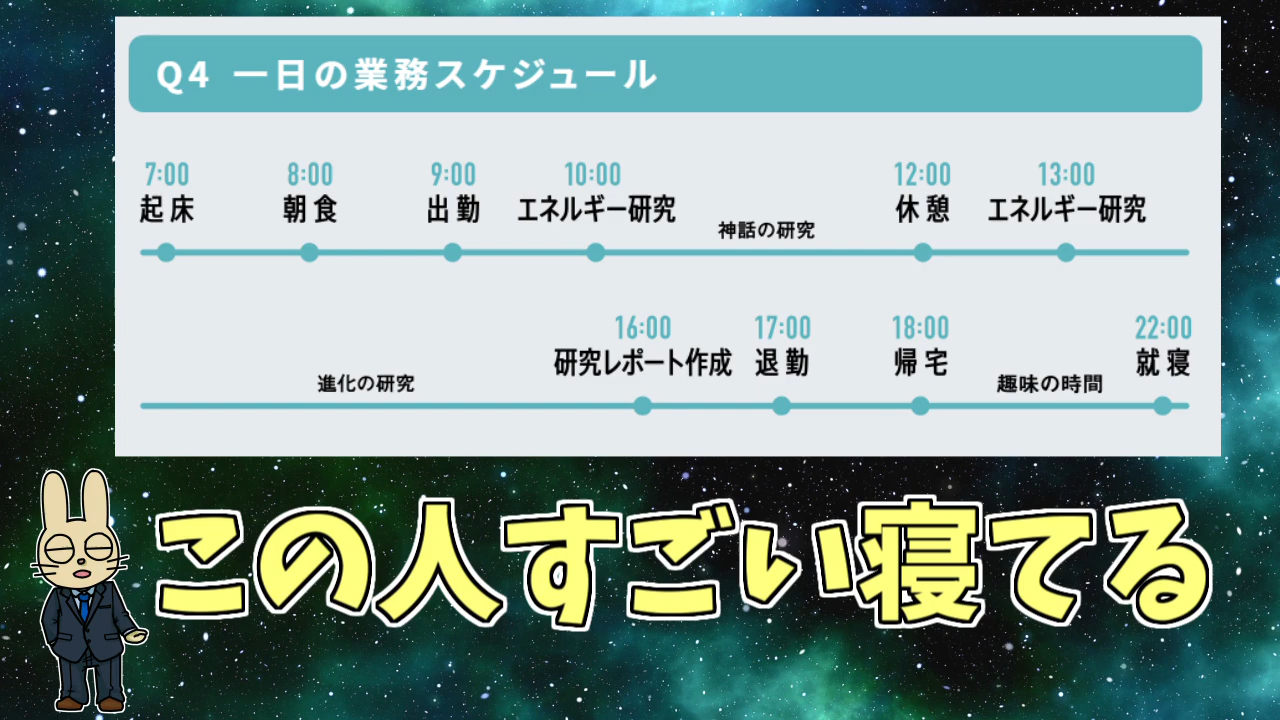 Q4 一日の業務スケジュール
7:00 8:00 9:00 10:00 12:00 13:00
起床 朝食 出勤 エネルギー研究 休憩 エネルギー研究
神話の研究
16:00 17:00 18:00 22:00
研究レポート作成 退勤 帰宅 就寝
進化の研究 趣味の時間
この人すごい寝てる